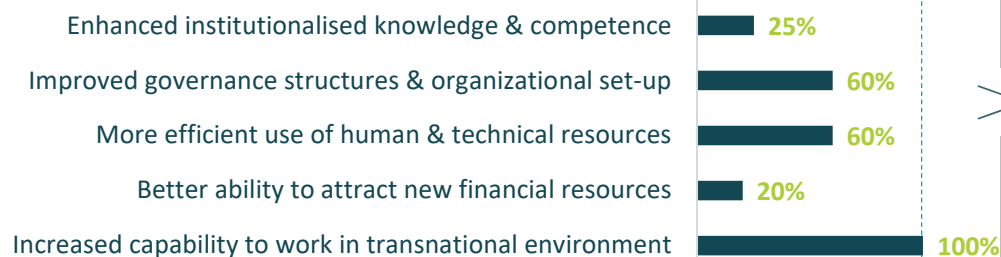 Enhanced institutionalised knowledge & competence 25%
Improved governance structures & organizational set-up 60%
More efficient use of human & technical resources 60%
Better ability to attract new financial resources 20%
Increased capability to work in transnational environment 100%